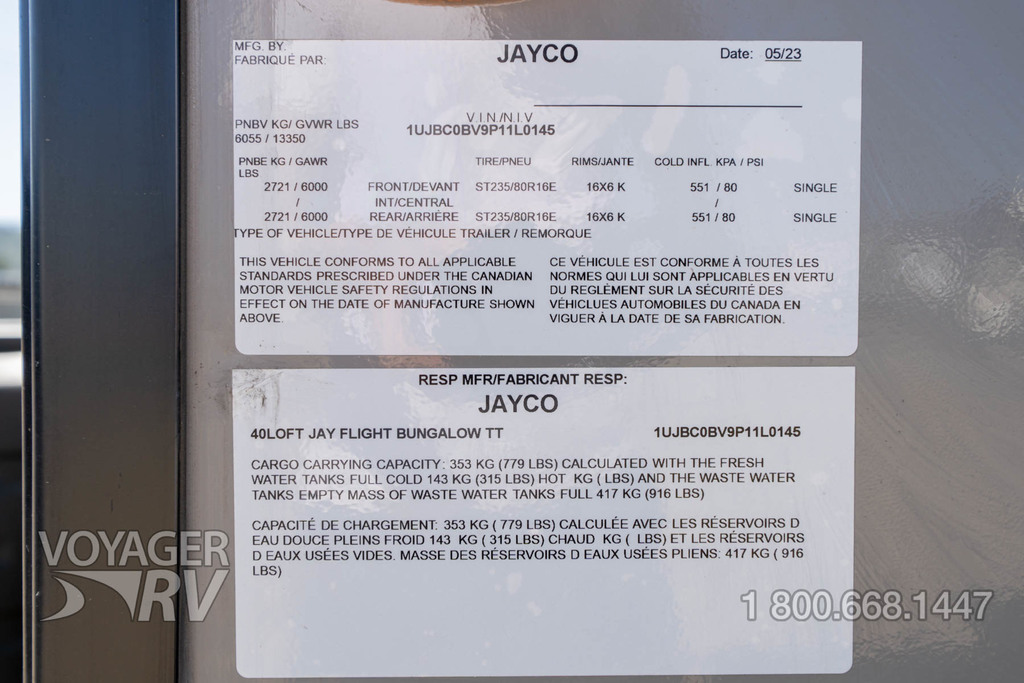 MFG. BY.
FABRIQUÉ PAR:
JAYCO
Date: 05/23
V.I.N./N.I.V
PNBV KG/ GVWR LBS
6055 / 13350
1UJBC0BV9P11L0145
PNBE KG / GAWR LBS TIRE/PNEU RIMS/JANTE COLD INFL. KPA / PSI
2721 / 6000 FRONT/DEVANT ST235/80R16E 16X6 K 551 / 80 SINGLE
/ INT/CENTRAL /
2721 / 6000 REAR/ARRIÈRE ST235/80R16E 16X6 K 551 / 80 SINGLE
TYPE OF VEHICLE/TYPE DE VÉHICULE TRAILER / REMORQUE
THIS VEHICLE CONFORMS TO ALL APPLICABLE
STANDARDS PRESCRIBED UNDER THE CANADIAN
MOTOR VEHICLE SAFETY REGULATIONS IN
EFFECT ON THE DATE OF MANUFACTURE SHOWN
ABOVE.
CE VÉHICULE EST CONFORME À TOUTES LES
NORMES QUI LUI SONT APPLICABLES EN VERTU
DU REGLÈMENT SUR LA SÉCURITÉ DES
VÉHICLUES AUTOMOBILES DU CANADA EN
VIGUER À LA DATE DE SA FABRICATION.
RESP MFR/FABRICANT RESP:
JAYCO
40LOFT JAY FLIGHT BUNGALOW TT 1UJBC0BV9P11L0145
CARGO CARRYING CAPACITY: 353 KG (779 LBS) CALCULATED WITH THE FRESH
WATER TANKS FULL COLD 143 KG (315 LBS) HOT KG ( LBS) AND THE WASTE WATER
TANKS EMPTY MASS OF WASTE WATER TANKS FULL 417 KG (916 LBS)
CAPACITÉ DE CHARGEMENT: 353 KG ( 779 LBS) CALCULÉE AVEC LES RÉSERVOIRS D
EAU DOUCE PLEINS FROID 143 KG ( 315 LBS) CHAUD KG ( LBS) ET LES RÉSERVOIRS
D EAUX USÉES VIDES. MASSE DES RÉSERVOIRS D EAUX USÉES PLIENS: 417 KG ( 916
LBS)
VOYAGER
RV
1 800.668.1447